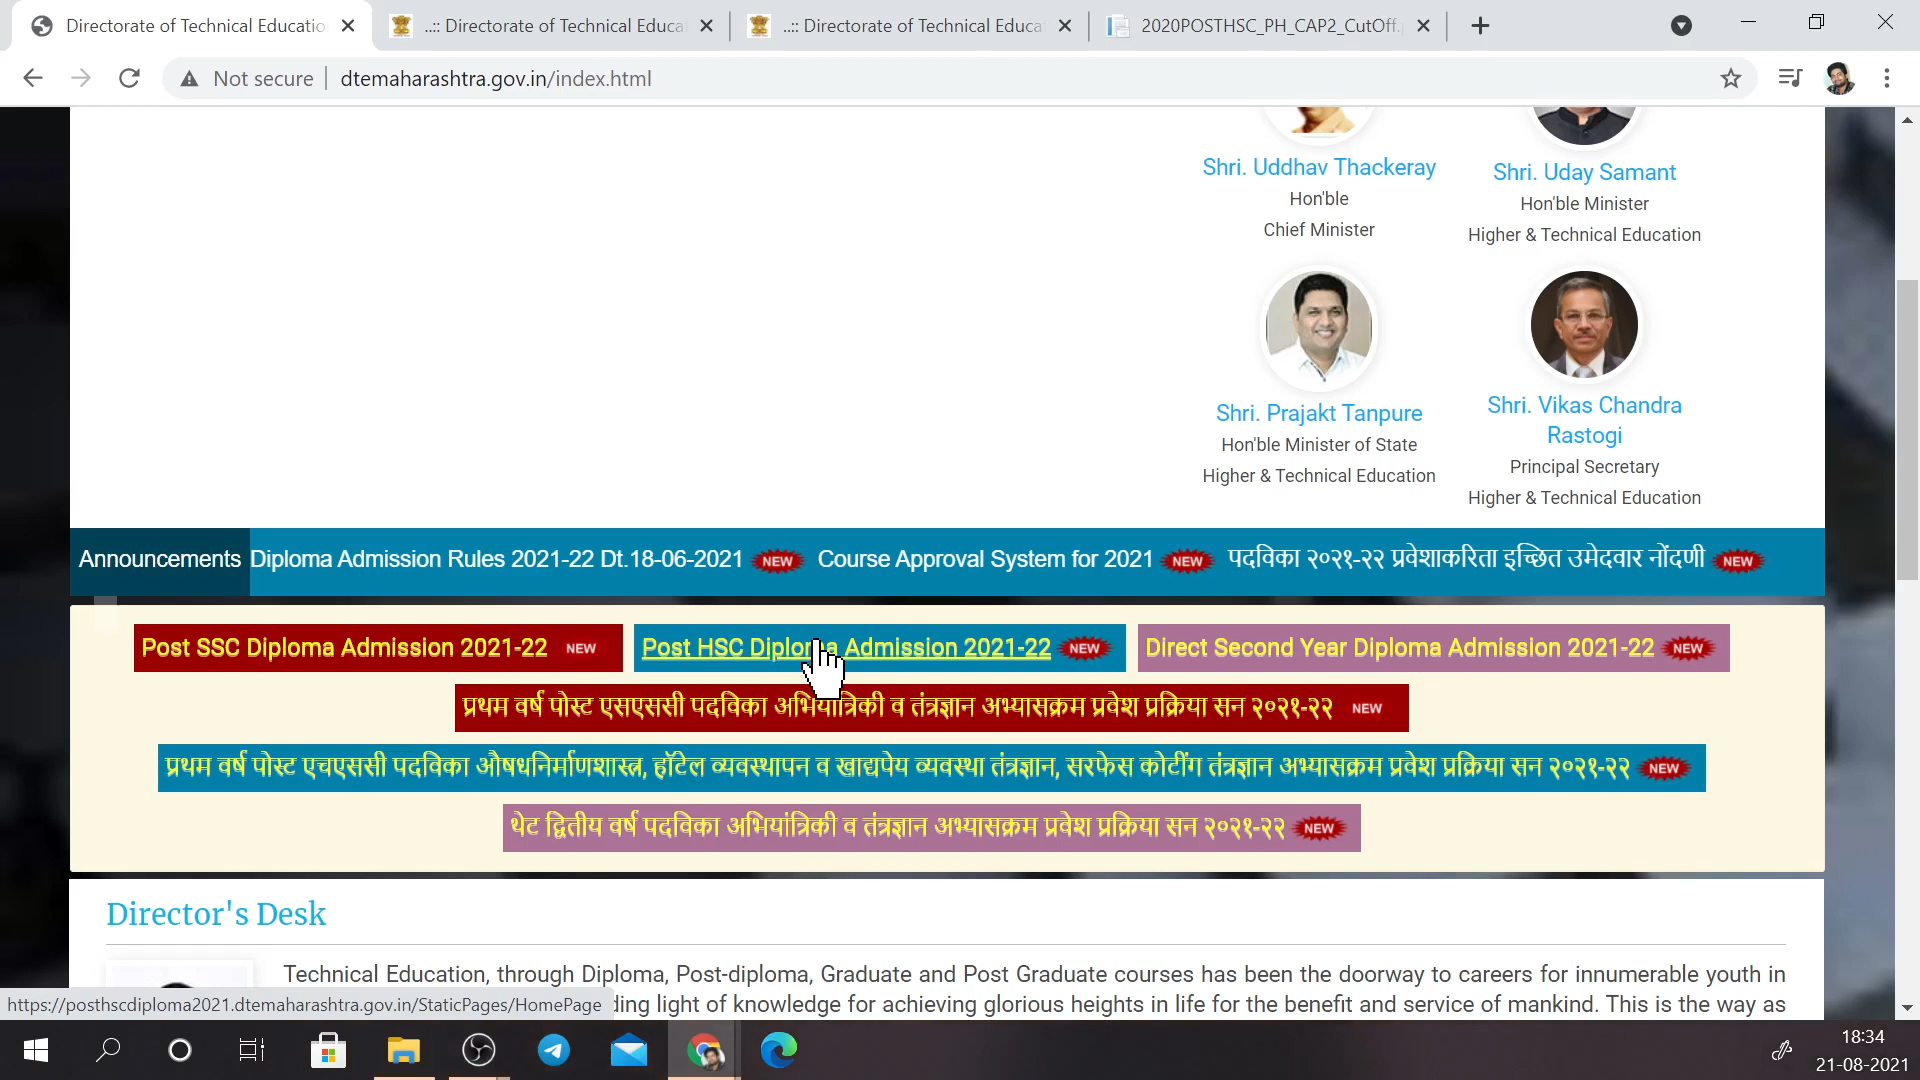 Directorate of Technical Educatio
..:: Directorate of Technical Educa
..:: Directorate of Technical Educa
2020POSTHSC_PH_CAP2_CutOff.
Not secure
dtemaharashtra.gov.in/index.html
Shri. Uddhav Thackeray
Hon'ble
Chief Minister
Shri. Uday Samant
Hon'ble Minister
Higher & Technical Education
Shri. Prajakt Tanpure
Hon'ble Minister of State
Higher & Technical Education
Shri. Vikas Chandra
Rastogi
Principal Secretary
Higher & Technical Education
Announcements Diploma Admission Rules 2021-22 Dt.18-06-2021 NEW Course Approval System for 2021 NEW पदविका २०२१-२२ प्रवेशाकरिता इच्छित उमेदवार नोंदणी NEW
Post SSC Diploma Admission 2021-22 NEW Post HSC Diploma Admission 2021-22 NEW Direct Second Year Diploma Admission 2021-22 NEW
प्रथम वर्ष पोस्ट एसएससी पदविका अभियांत्रिकी व तंत्रज्ञान अभ्यासक्रम प्रवेश प्रक्रिया सन २०२१-२२ NEW
प्रथम वर्ष पोस्ट एचएससी पदविका औषधनिर्माणशास्त्र, हॉटेल व्यवस्थापन व खाद्यपेय व्यवस्था तंत्रज्ञान, सरफेस कोटींग तंत्रज्ञान अभ्यासक्रम प्रवेश प्रक्रिया सन २०२१-२२ NEW
थेट द्वितीय वर्ष पदविका अभियांत्रिकी व तंत्रज्ञान अभ्यासक्रम प्रवेश प्रक्रिया सन २०२१-२२ NEW
Director's Desk
Technical Education, through Diploma, Post-diploma, Graduate and Post Graduate courses has been the doorway to careers for innumerable youth in
ding light of knowledge for achieving glorious heights in life for the benefit and service of mankind. This is the way as
https://posthscdiploma2021.dtemaharashtra.gov.in/StaticPages/HomePage
18:34
21-08-2021